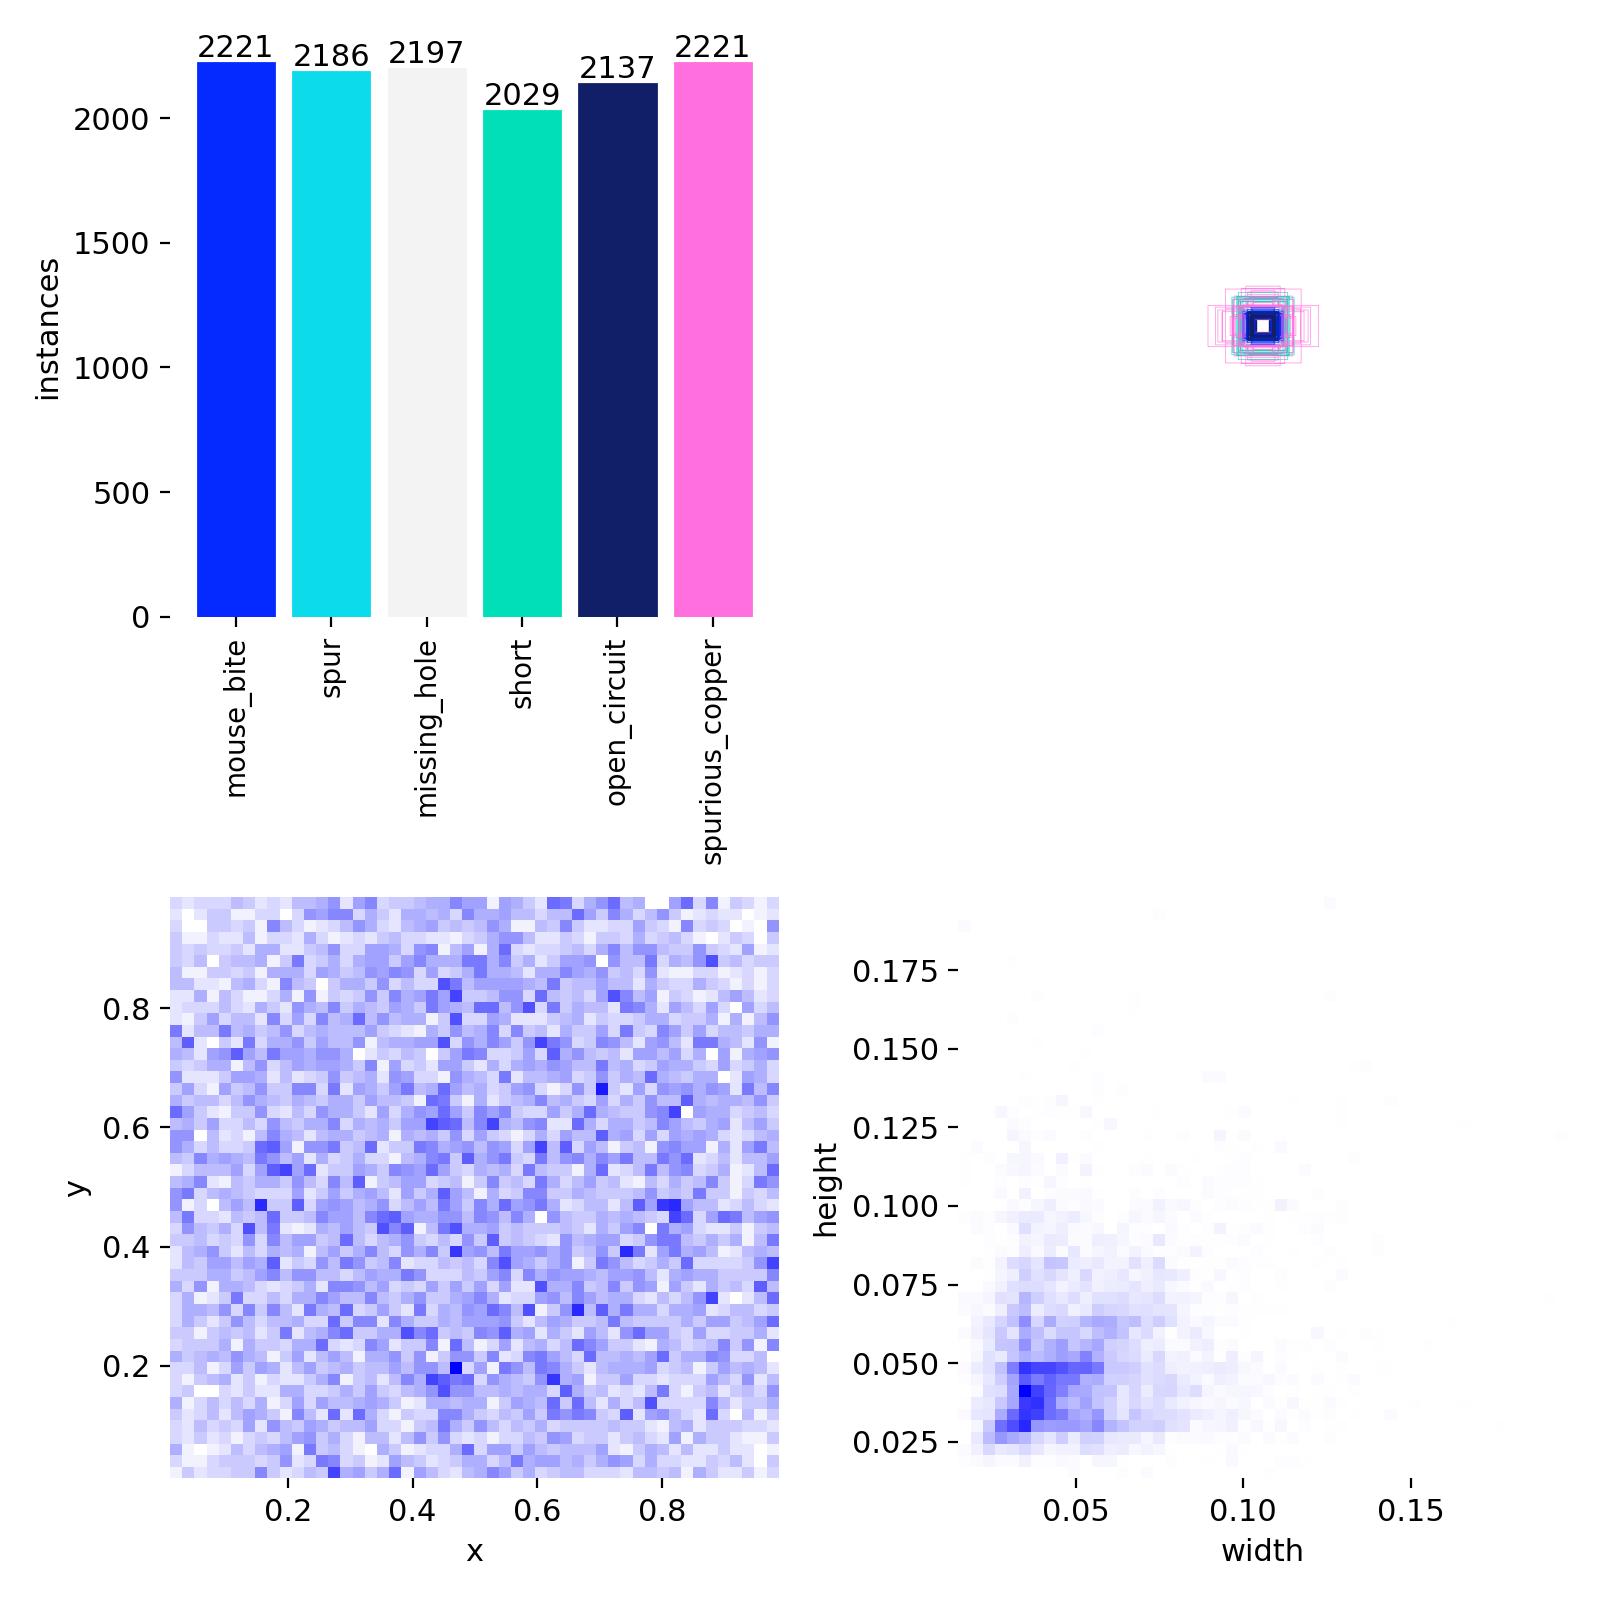 2221
2186
2197
2029
2137
2221
instances
2000
1500
1000
500
0
mouse_bite
spur
missing_hole
short
open_circuit
spurious_copper
y
0.8
0.6
0.4
0.2
0.2
0.4
0.6
0.8
x
height
0.175
0.150
0.125
0.100
0.075
0.050
0.025
0.05
0.10
0.15
width